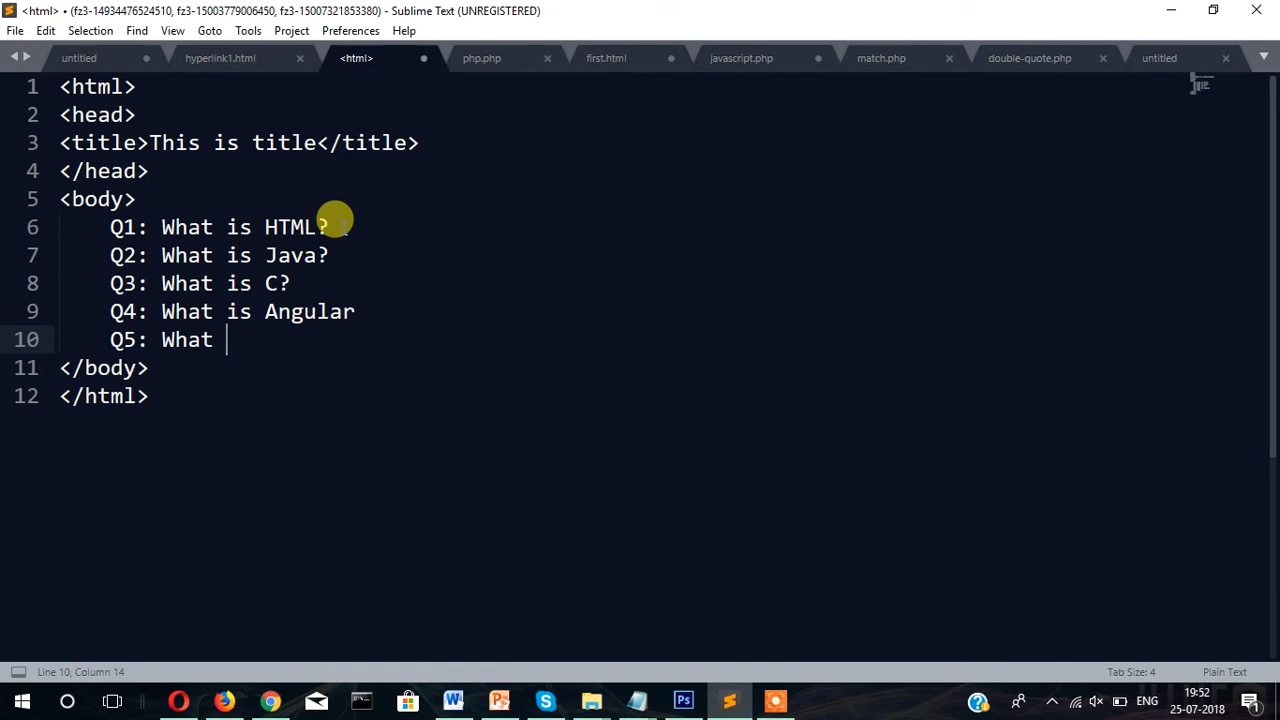 <html> • (fz3-14934476524510, fz3-15003779006450, fz3-15007321853380) - Sublime Text (UNREGISTERED)
File Edit Selection Find View Goto Tools Project Preferences Help
untitled hyperlink1.html <html> php.php first.html javascript.php match.php double-quote.php untitled
1 <html>
2 <head>
3 <title>This is title</title>
4 </head>
5 <body>
6 Q1: What is HTML?
7 Q2: What is Java?
8 Q3: What is C?
9 Q4: What is Angular
10 Q5: What
11 </body>
12 </html>
Line 10, Column 14 Tab Size: 4 Plain Text
ENG 19:52
25-07-2018